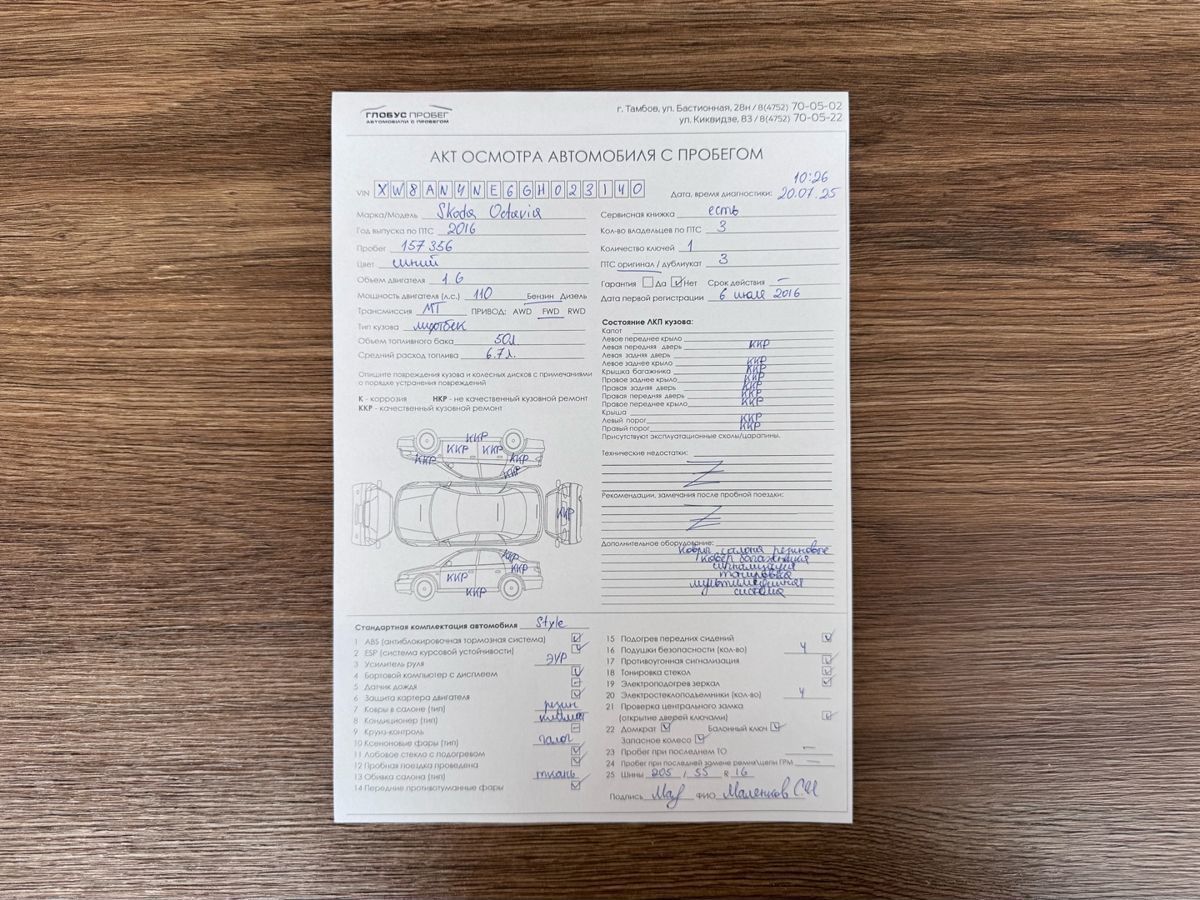 ГЛОБУС ПРОБЕГ
АВТОМОБИЛИ С ПРОБЕГОМ
г. Тамбов, ул. Бастионная, 28н / 8(4752) 70-05-02
ул. Киквидзе, 83 / 8(4752) 70-05-22
АКТ ОСМОТРА АВТОМОБИЛЯ С ПРОБЕГОМ
VIN XW8AN4NE6GH023140
10:26
Дата, время диагностики: 20.07.25
Марка/Модель Skoda Octavia
Год выпуска по ПТС 2016
Пробег 157 356
Цвет синий
Объем двигателя 1.6
Мощность двигателя (л.с.) 110 Бензин Дизель
Трансмиссия МТ ПРИВОД: AWD FWD RWD
Тип кузова лифтбек
Объем топливного бака 50л
Средний расход топлива 6.7л.
Опишите повреждения кузова и колесных дисков с примечаниями
о порядке устранения повреждений
К - коррозия НКР - не качественный кузовной ремонт
ККР - качественный кузовной ремонт
ККР
ККР ККР
ККР ККР
ККР
ККР
ККР
ККР ККР
ККР
Сервисная книжка есть
Кол-во владельцев по ПТС 3
Количество ключей 1
ПТС оригинал / дубликат 3
Гарантия Да Нет Срок действия –
Дата первой регистрации 6 июля 2016
Состояние ЛКП кузова:
Капот
Левое переднее крыло
Левая передняя дверь ККР
Левая задняя дверь
Левое заднее крыло ККР
Крышка багажника ККР
Правое заднее крыло ККР
Правая задняя дверь ККР
Правая передняя дверь ККР
Правое переднее крыло ККР
Крыша
Левый порог ККР
Правый порог ККР
Присутствуют эксплуатационные сколы/царапины.
Технические недостатки:
Z
Рекомендации, замечания после пробной поездки:
Z
Дополнительное оборудование:
ковры салона резиновые
ковер багажника
сигнализация
тонировка
мультимедийная
система
Стандартная комплектация автомобиля Style
1 ABS (антиблокировочная тормозная система)
2 ESP (система курсовой устойчивости)
3 Усилитель руля ЭУР
4 Бортовой компьютер с дисплеем
5 Датчик дождя
6 Защита картера двигателя
7 Ковры в салоне (тип) резин
8 Кондиционер (тип) климат
9 Круиз-контроль
10 Ксеноновые фары (тип) галог
11 Лобовое стекло с подогревом
12 Пробная поездка проведена
13 Обивка салона (тип) ткань
14 Передние противотуманные фары
15 Подогрев передних сидений
16 Подушки безопасности (кол-во) 4
17 Противоугонная сигнализация
18 Тонировка стекол
19 Электроподогрев зеркал
20 Электростеклоподъемники (кол-во) 4
21 Проверка центрального замка
(открытие дверей ключами)
22 Домкрат Балонный ключ
Запасное колесо
23 Пробег при последнем ТО –
24 Пробег при последней замене ремня/цепи ГРМ –
25 Шины 205 / 55 R 16
Подпись ФИО Маленков С.И